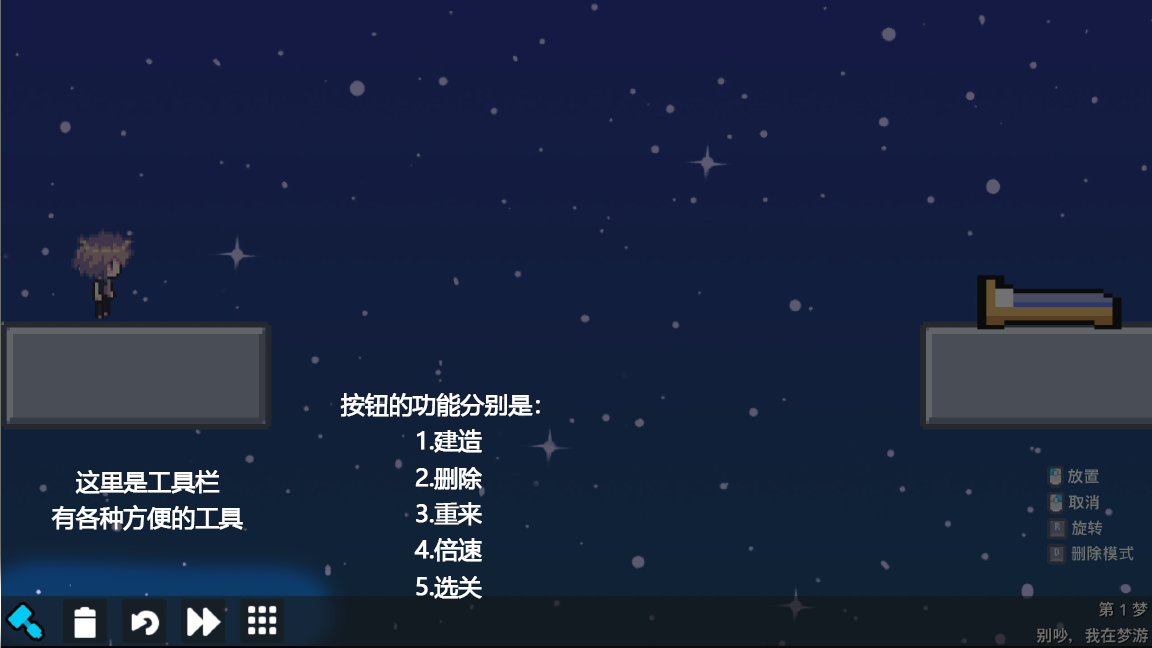 按钮的功能分别是：
1.建造
2.删除
3.重来
4.倍速
5.选关
这里是工具栏
有各种方便的工具
放置
取消
R 旋转
D 删除模式
第 1 梦
别吵，我在梦游